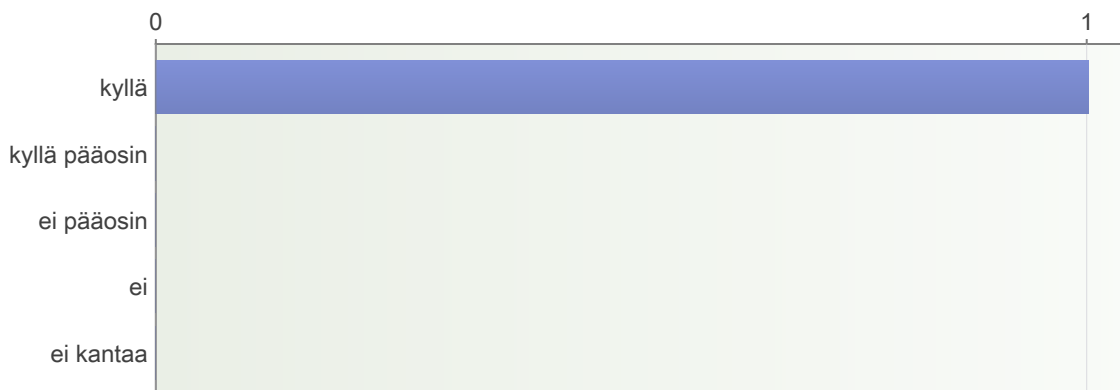 0 1
kyllä
kyllä pääosin
ei pääosin
ei
ei kantaa